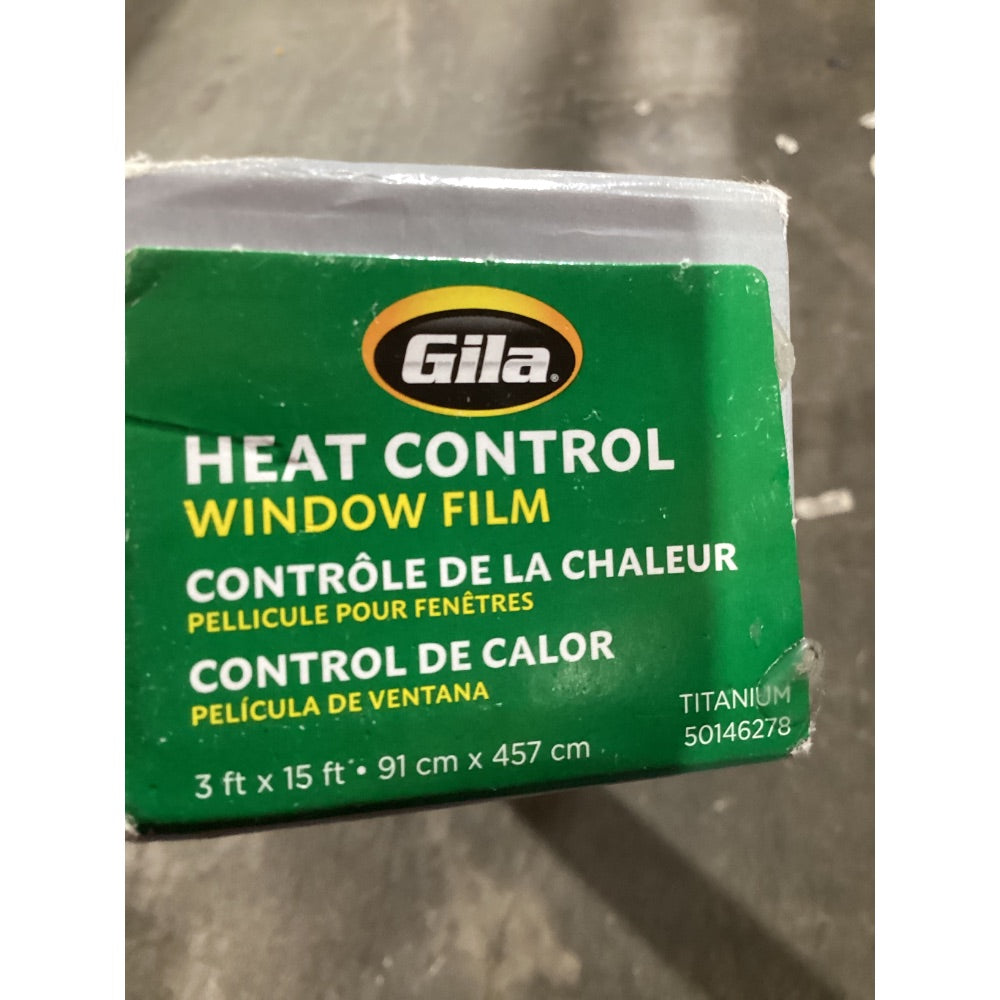 Gila®
HEAT CONTROL
WINDOW FILM
CONTRÔLE DE LA CHALEUR
PELLICULE POUR FENÊTRES
CONTROL DE CALOR
PELÍCULA DE VENTANA
3 ft x 15 ft • 91 cm x 457 cm
TITANIUM
50146278